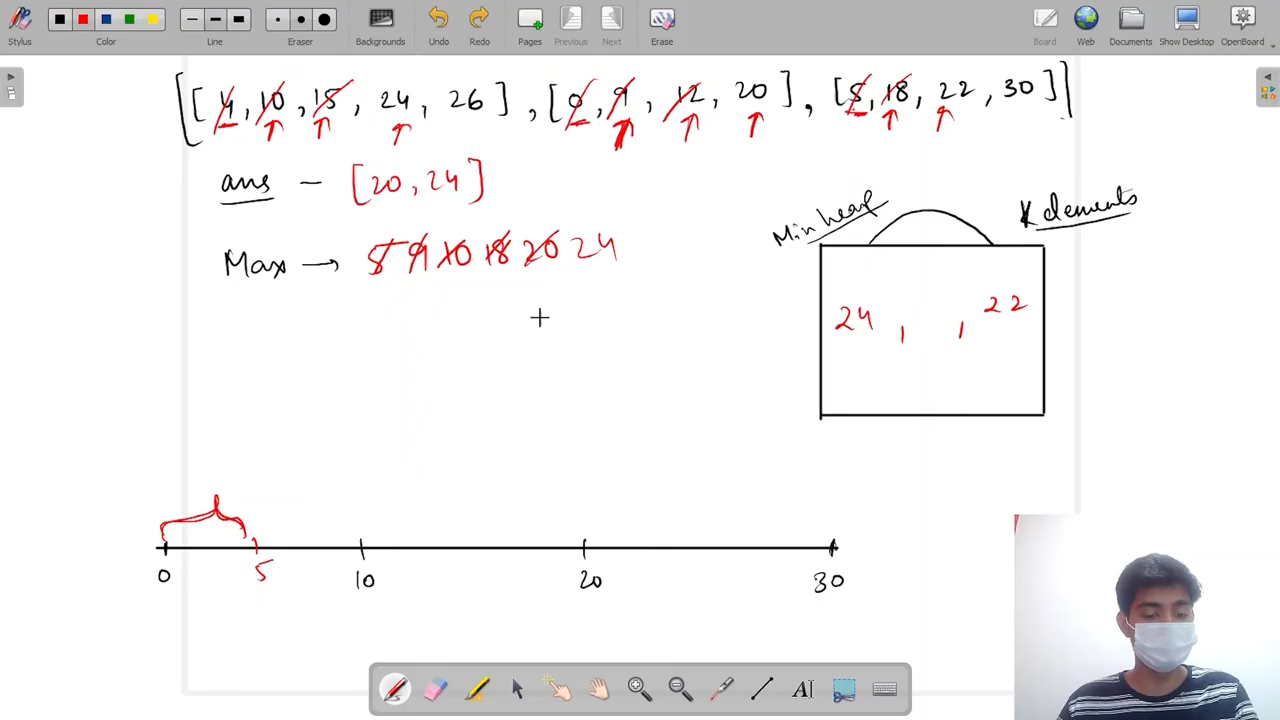 Stylus Color Line Eraser Backgrounds Undo Redo Pages Previous Next Erase Board Web Documents Show Desktop OpenBoard
[[4, 10, 15, 24, 26], [0, 9, 12, 20], [5, 18, 22, 30]]
ans – [20, 24]
Min heap
K elements
Max → 5 9 10 18 20 24
24 , , 22
0 5 10 20 30